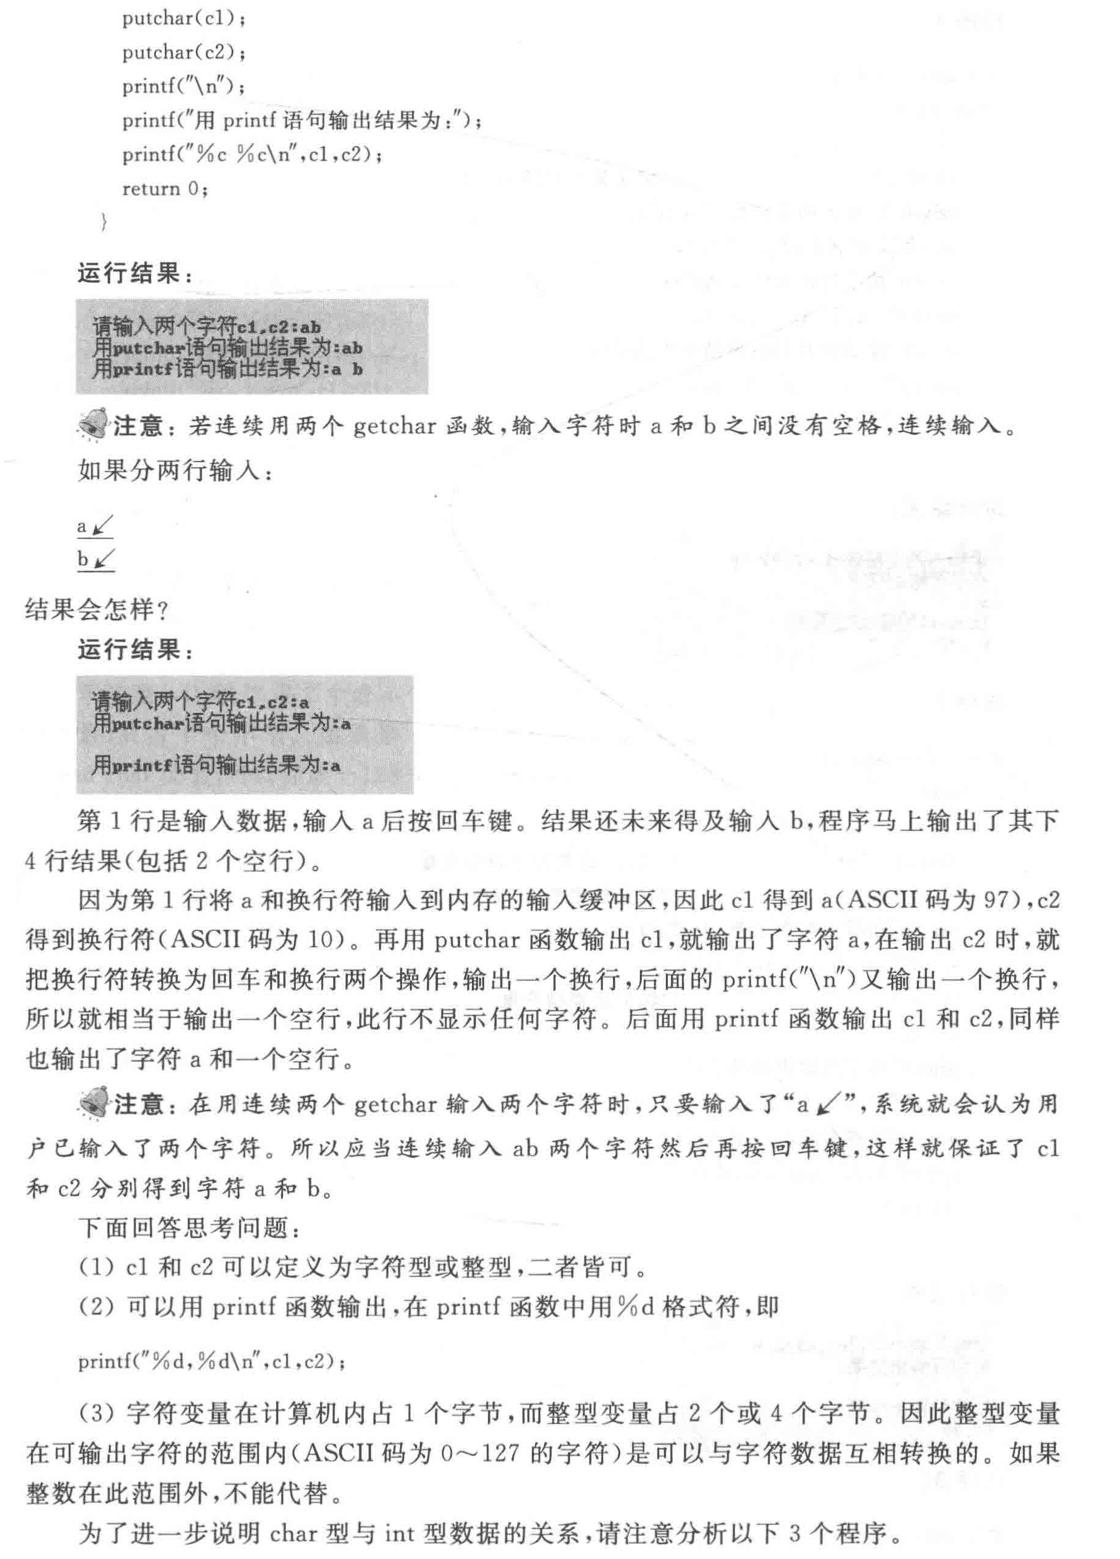 putchar(c1);
putchar(c2);
printf("\n");
printf("用 printf 语句输出结果为:");
printf("%c %c\n",c1,c2);
return 0;
}
运行结果：
请输入两个字符c1,c2:ab
用putchar语句输出结果为:ab
用printf语句输出结果为:a b
注意：若连续用两个 getchar 函数,输入字符时 a 和 b 之间没有空格,连续输入。
如果分两行输入：
a↙
b↙
结果会怎样?
运行结果：
请输入两个字符c1,c2:a
用putchar语句输出结果为:a
用printf语句输出结果为:a
第 1 行是输入数据,输入 a 后按回车键。结果还未来得及输入 b,程序马上输出了其下
4 行结果(包括 2 个空行)。
因为第 1 行将 a 和换行符输入到内存的输入缓冲区,因此 c1 得到 a(ASCII 码为 97),c2
得到换行符(ASCII 码为 10)。再用 putchar 函数输出 c1,就输出了字符 a,在输出 c2 时,就
把换行符转换为回车和换行两个操作,输出一个换行,后面的 printf("\n")又输出一个换行,
所以就相当于输出一个空行,此行不显示任何字符。后面用 printf 函数输出 c1 和 c2,同样
也输出了字符 a 和一个空行。
注意：在用连续两个 getchar 输入两个字符时,只要输入了“a↙”,系统就会认为用
户已输入了两个字符。所以应当连续输入 ab 两个字符然后再按回车键,这样就保证了 c1
和 c2 分别得到字符 a 和 b。
下面回答思考问题：
(1) c1 和 c2 可以定义为字符型或整型,二者皆可。
(2) 可以用 printf 函数输出,在 printf 函数中用%d 格式符,即
printf("%d,%d\n",c1,c2);
(3) 字符变量在计算机内占 1 个字节,而整型变量占 2 个或 4 个字节。因此整型变量
在可输出字符的范围内(ASCII 码为 0～127 的字符)是可以与字符数据互相转换的。如果
整数在此范围外,不能代替。
为了进一步说明 char 型与 int 型数据的关系,请注意分析以下 3 个程序。